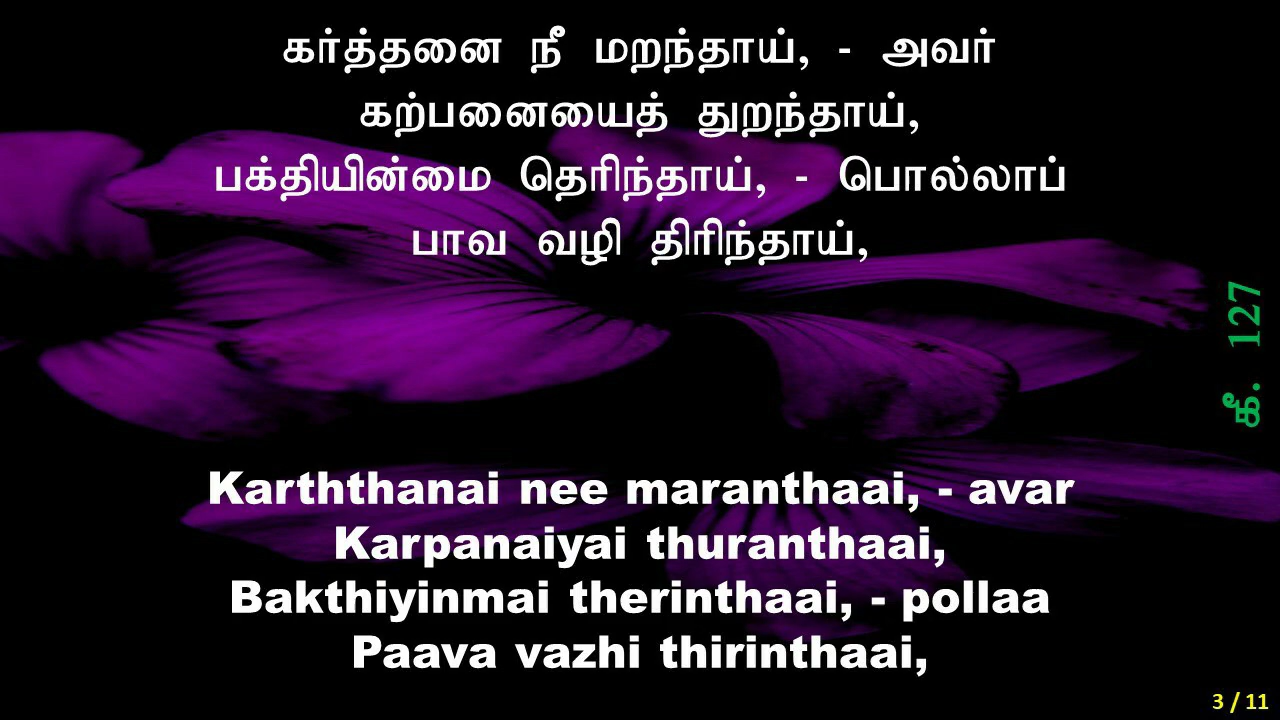 கர்த்தனை நீ மறந்தாய், - அவர்
கற்பனையைத் துறந்தாய்,
பக்தியின்மை தெரிந்தாய், - பொல்லாப்
பாவ வழி திரிந்தாய்,
கீ. 127
Karththanai nee maranthaai, - avar
Karpanaiyai thuranthaai,
Bakthiyinmai therinthaai, - pollaa
Paava vazhi thirinthaai,
3 / 11